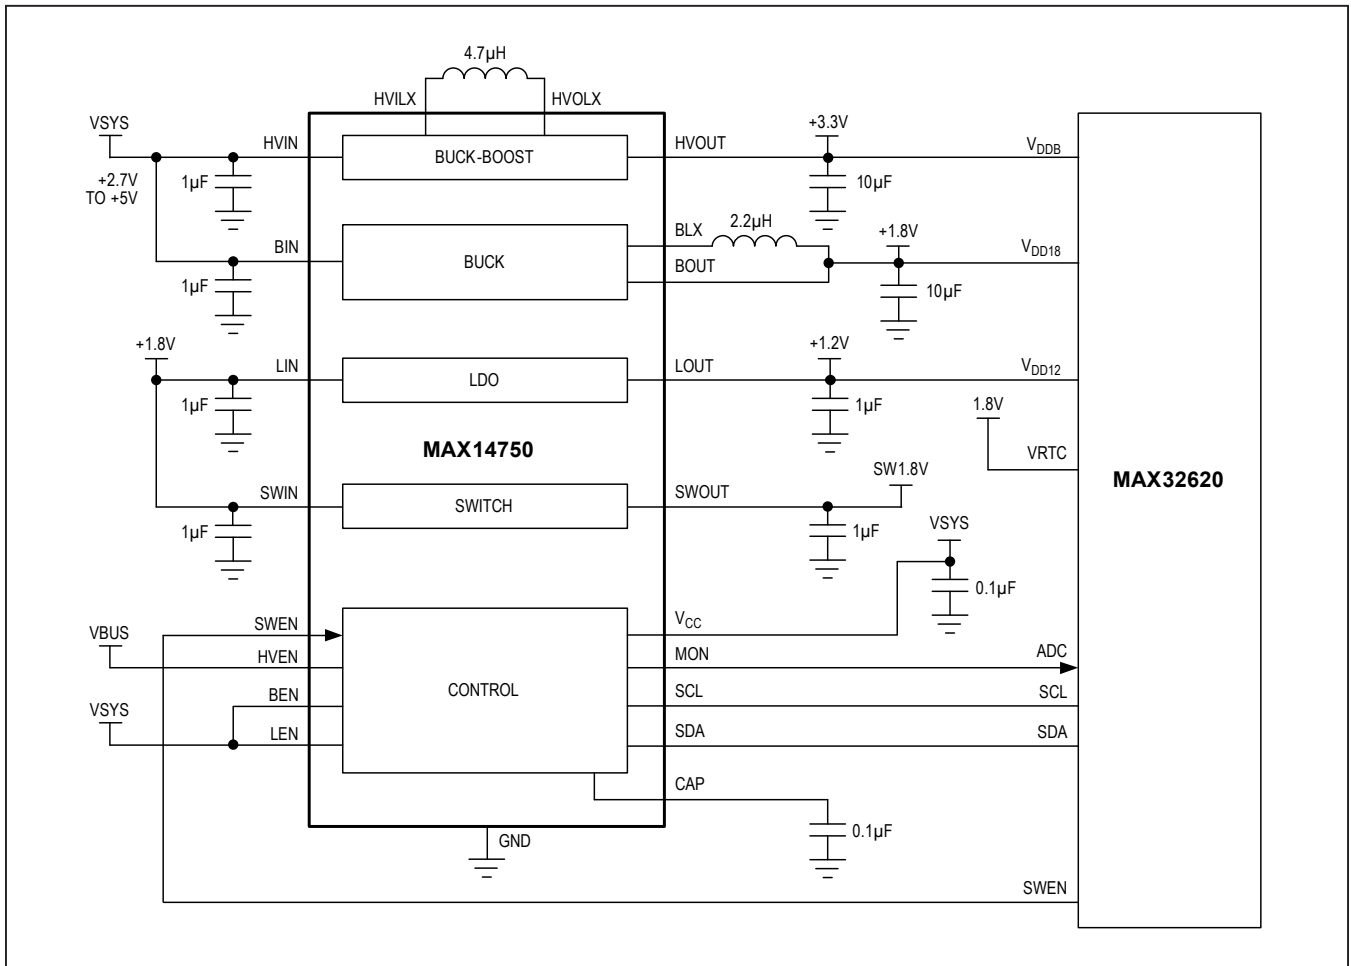 4.7µH
HVILX
HVOLX
VSYS
HVIN
BUCK-BOOST
HVOUT
+3.3V
VDDB
+2.7V
TO +5V
1µF
10µF
BIN
BUCK
BLX
2.2µH
BOUT
+1.8V
VDD18
1µF
10µF
+1.8V
LIN
LDO
LOUT
+1.2V
VDD12
1µF
1µF
1.8V
MAX14750
VRTC
MAX32620
SWIN
SWITCH
SWOUT
SW1.8V
1µF
1µF
VSYS
0.1µF
VBUS
SWEN
HVEN
VSYS
BEN
LEN
CONTROL
VCC
MON
ADC
SCL
SCL
SDA
SDA
CAP
0.1µF
GND
SWEN